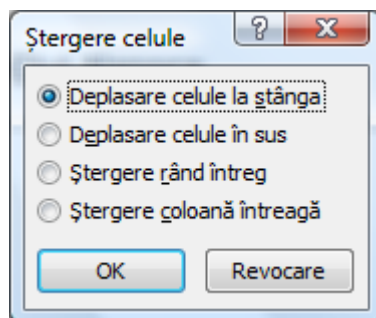 Ștergere celule
Deplasare celule la stânga
Deplasare celule în sus
Ștergere rând întreg
Ștergere coloană întreagă
OK Revocare